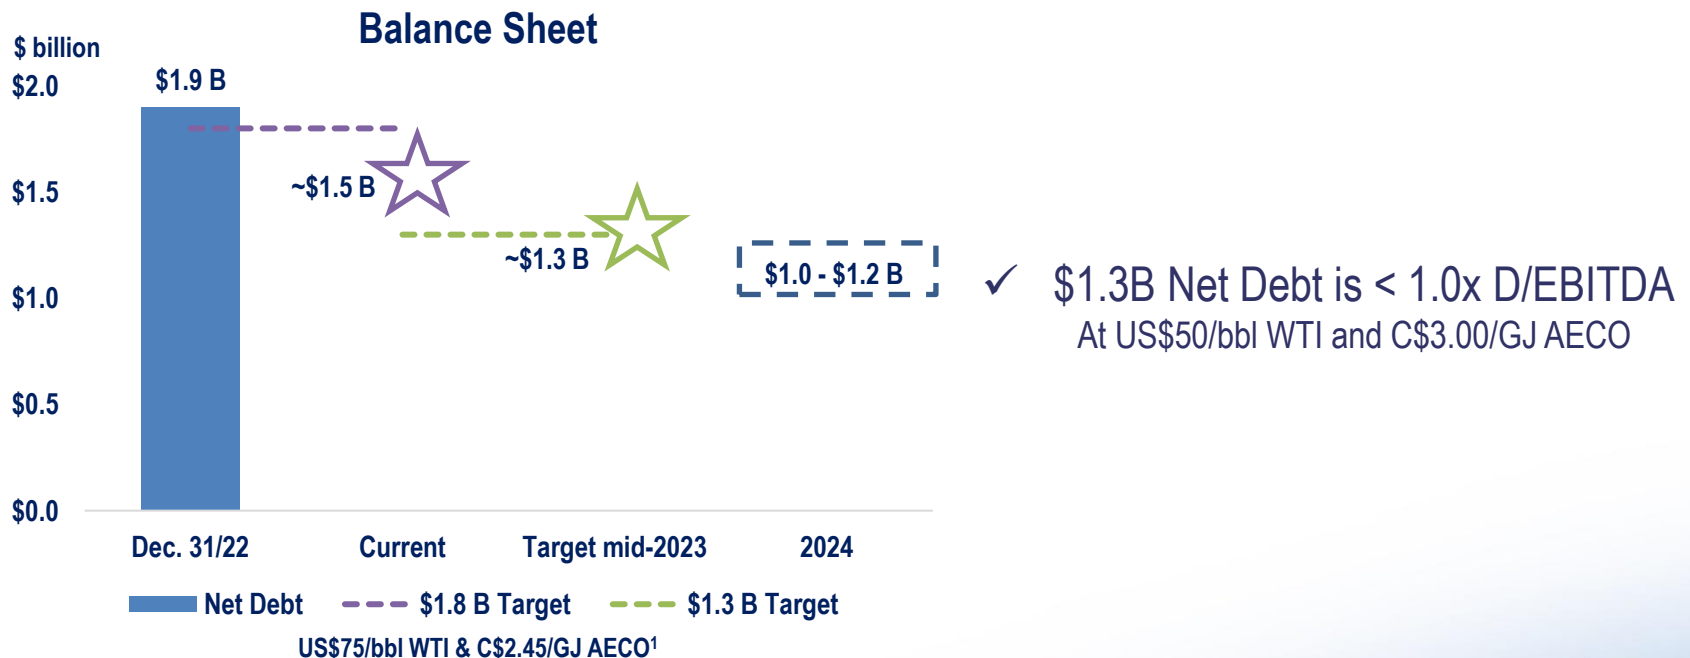 Balance Sheet
$ billion
$2.0
$1.5
$1.0
$0.5
$0.0
$1.9 B
~$1.5 B
~$1.3 B
$1.0 - $1.2 B
Dec. 31/22
Current
Target mid-2023
2024
Net Debt
$1.8 B Target
$1.3 B Target
US$75/bbl WTI & C$2.45/GJ AECO¹
✓ $1.3B Net Debt is < 1.0x D/EBITDA
At US$50/bbl WTI and C$3.00/GJ AECO